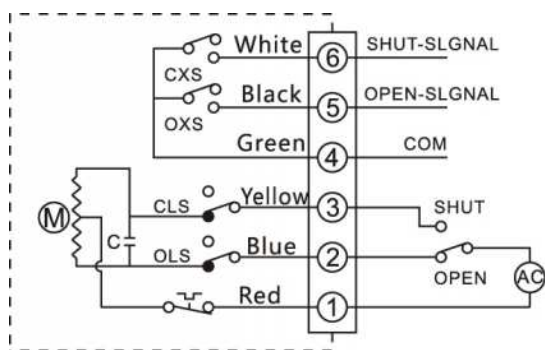 White 6 SHUT-SLGNAL
CXS
Black 5 OPEN-SLGNAL
OXS
Green 4 COM
CLS Yellow 3 SHUT
M C
OLS Blue 2 OPEN AC
Red 1